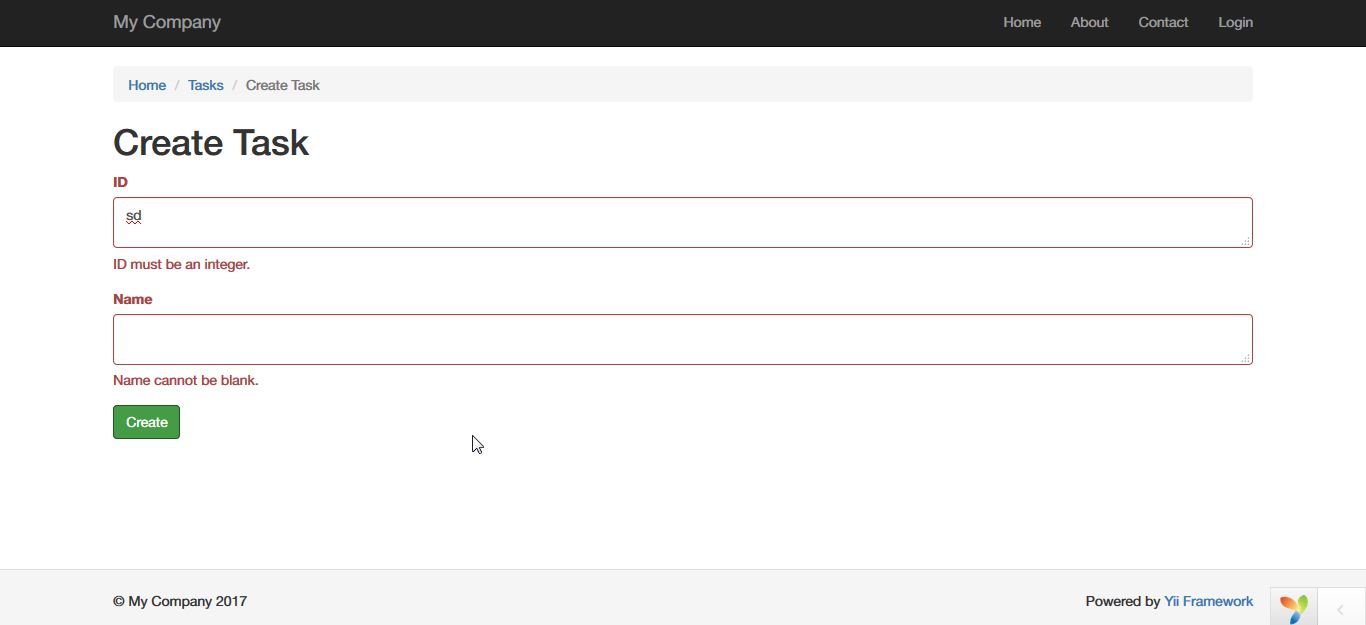 My Company Home About Contact Login
Home / Tasks / Create Task
Create Task
ID
sd
ID must be an integer.
Name
Name cannot be blank.
Create
© My Company 2017 Powered by Yii Framework